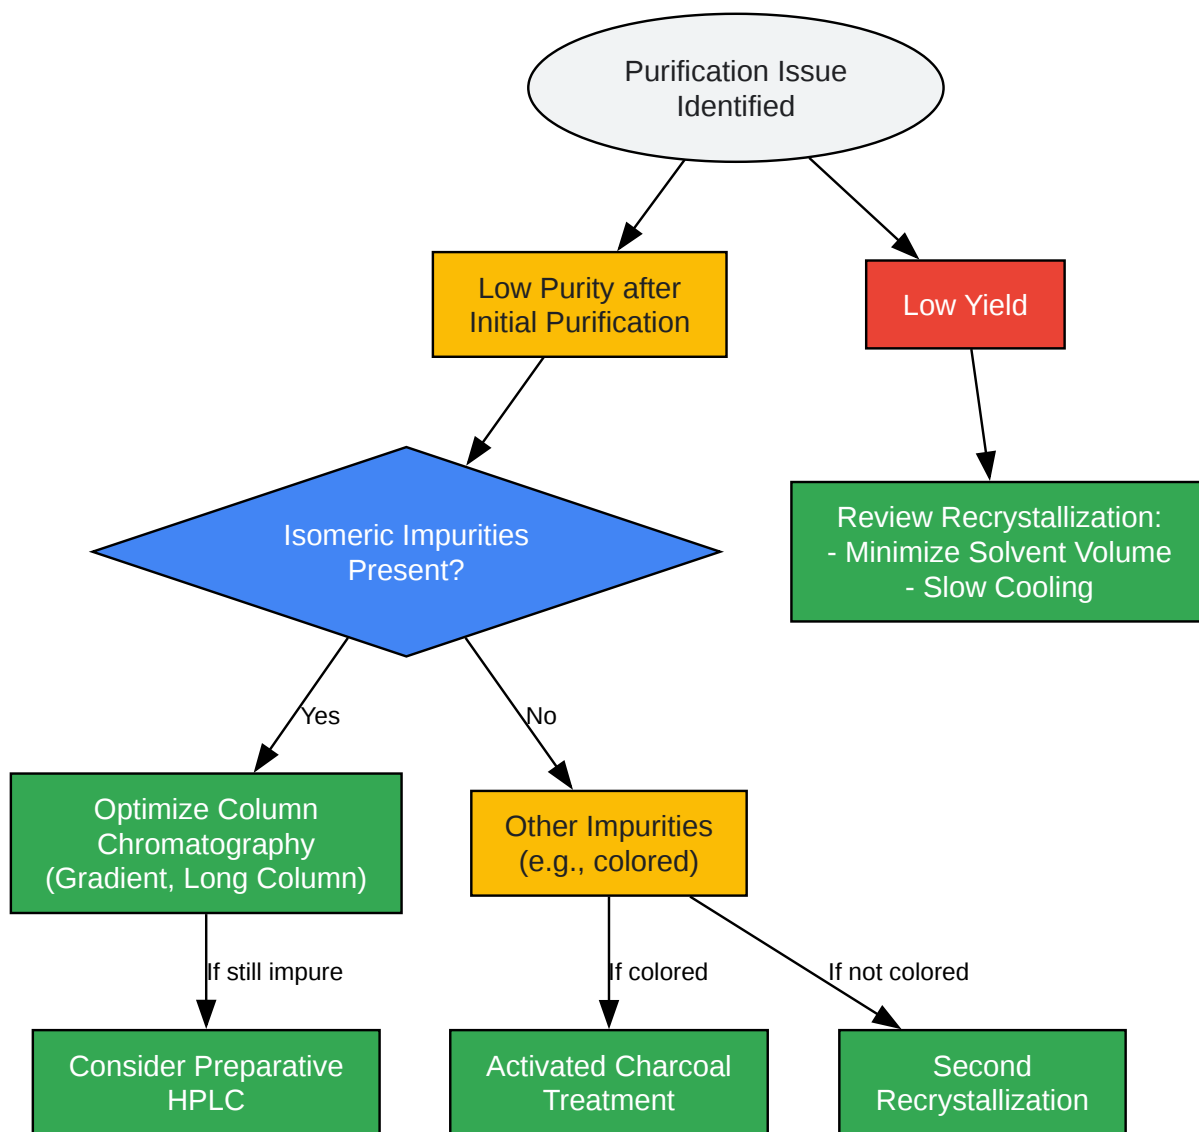 Purification Issue
Identified
Low Purity after
Initial Purification
Low Yield
Review Recrystallization:
- Minimize Solvent Volume
- Slow Cooling
Isomeric Impurities
Present?
Yes
No
Optimize Column
Chromatography
(Gradient, Long Column)
Other Impurities
(e.g., colored)
If still impure
If colored
If not colored
Consider Preparative
HPLC
Activated Charcoal
Treatment
Second
Recrystallization